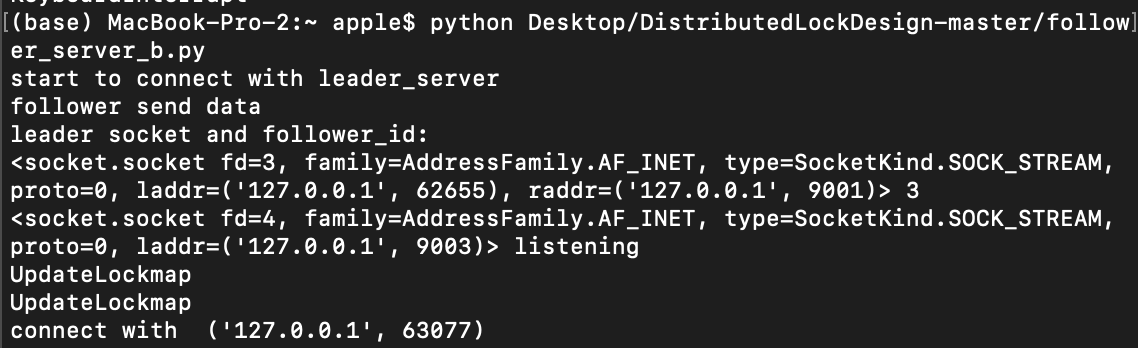 KeyboardInterrupt
[(base) MacBook-Pro-2:~ apple$ python Desktop/DistributedLockDesign-master/follow]
er_server_b.py
start to connect with leader_server
follower send data
leader socket and follower_id:
<socket.socket fd=3, family=AddressFamily.AF_INET, type=SocketKind.SOCK_STREAM,
proto=0, laddr=('127.0.0.1', 62655), raddr=('127.0.0.1', 9001)> 3
<socket.socket fd=4, family=AddressFamily.AF_INET, type=SocketKind.SOCK_STREAM,
proto=0, laddr=('127.0.0.1', 9003)> listening
UpdateLockmap
UpdateLockmap
connect with  ('127.0.0.1', 63077)